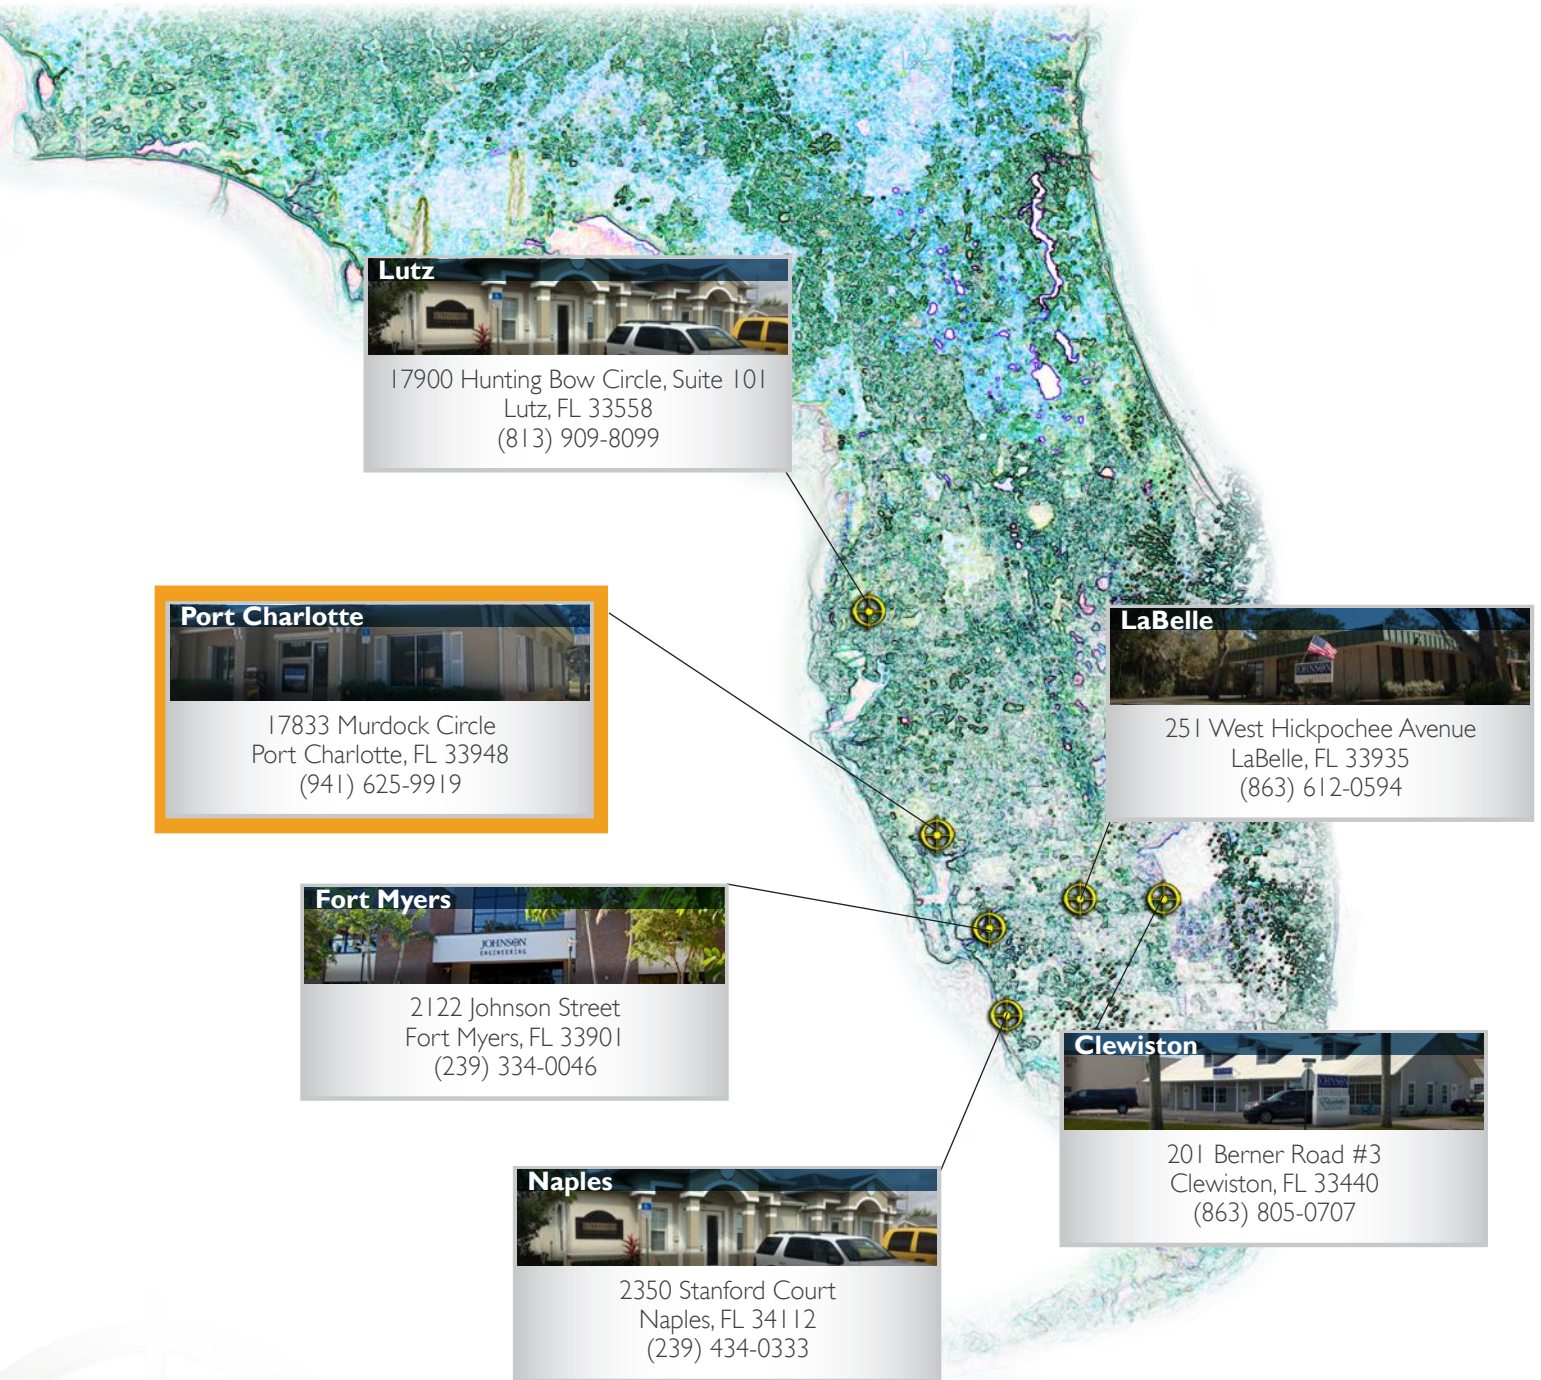 Lutz
17900 Hunting Bow Circle, Suite 101
Lutz, FL 33558
(813) 909-8099
Port Charlotte
17833 Murdock Circle
Port Charlotte, FL 33948
(941) 625-9919
LaBelle
JOHNSON
251 West Hickpochee Avenue
LaBelle, FL 33935
(863) 612-0594
Fort Myers
JOHNSON
ENGINEERING
2122 Johnson Street
Fort Myers, FL 33901
(239) 334-0046
Clewiston
JOHNSON
201 Berner Road #3
Clewiston, FL 33440
(863) 805-0707
Naples
2350 Stanford Court
Naples, FL 34112
(239) 434-0333